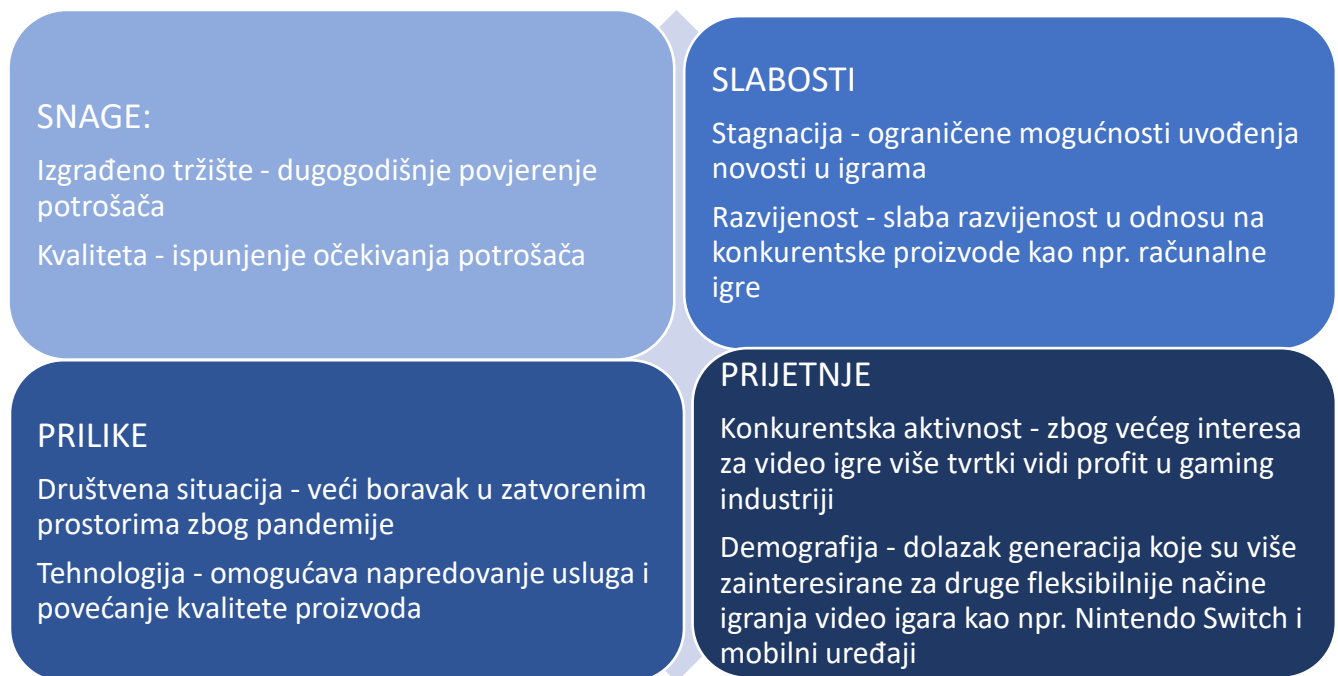 SNAGE:
Izgrađeno tržište - dugogodišnje povjerenje
potrošača
Kvaliteta - ispunjenje očekivanja potrošača
SLABOSTI
Stagnacija - ograničene mogućnosti uvođenja
novosti u igrama
Razvijenost - slaba razvijenost u odnosu na
konkurentske proizvode kao npr. računalne
igre
PRILIKE
Društvena situacija - veći boravak u zatvorenim
prostorima zbog pandemije
Tehnologija - omogućava napredovanje usluga i
povećanje kvalitete proizvoda
PRIJETNJE
Konkurentska aktivnost - zbog većeg interesa
za video igre više tvrtki vidi profit u gaming
industriji
Demografija - dolazak generacija koje su više
zainteresirane za druge fleksibilnije načine
igranja video igara kao npr. Nintendo Switch i
mobilni uređaji